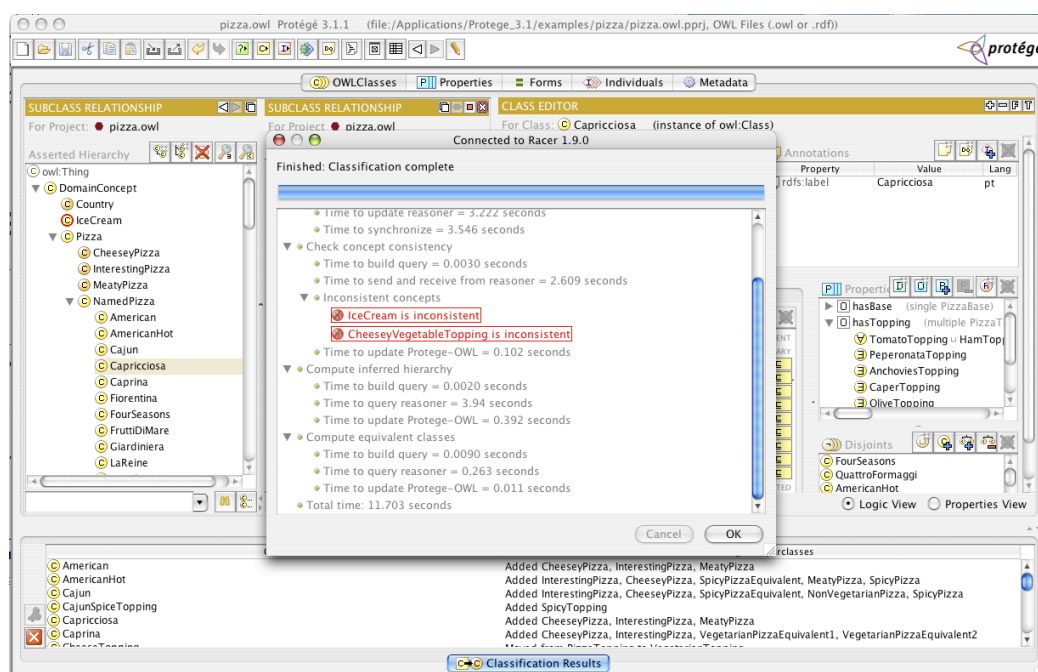 pizza.owl Protégé 3.1.1 (file:/Applications/Protege_3.1/examples/pizza/pizza.owl.pprj, OWL Files (.owl or .rdf))
protégé
OWLClasses Properties Forms Individuals Metadata
SUBCLASS RELATIONSHIP
For Project: pizza.owl
Asserted Hierarchy
owl:Thing
DomainConcept
Country
IceCream
Pizza
CheeseyPizza
InterestingPizza
MeatyPizza
NamedPizza
American
AmericanHot
Cajun
Capricciosa
Caprina
Fiorentina
FourSeasons
FruttiDiMare
Giardiniera
LaReine
SUBCLASS RELATIONSHIP
For Project pizza.owl
CLASS EDITOR
For Class: Capricciosa (instance of owl:Class)
Connected to Racer 1.9.0
Finished: Classification complete
Time to update reasoner = 3.222 seconds
Time to synchronize = 3.546 seconds
Check concept consistency
Time to build query = 0.0030 seconds
Time to send and receive from reasoner = 2.609 seconds
Inconsistent concepts
IceCream is inconsistent
CheeseyVegetableTopping is inconsistent
Time to update Protege-OWL = 0.102 seconds
Compute inferred hierarchy
Time to build query = 0.0020 seconds
Time to query reasoner = 3.94 seconds
Time to update Protege-OWL = 0.392 seconds
Compute equivalent classes
Time to build query = 0.0090 seconds
Time to query reasoner = 0.263 seconds
Time to update Protege-OWL = 0.011 seconds
Total time: 11.703 seconds
Cancel OK
Annotations
Property Value Lang
rdfs:label Capricciosa pt
Properti
hasBase (single PizzaBase)
hasTopping (multiple PizzaT
TomatoTopping ⊔ HamTopp
PeperonataTopping
AnchoviesTopping
CaperTopping
OliveTopping
Disjoints
FourSeasons
QuattroFormaggi
AmericanHot
Logic View Properties View
rclasses
American Added CheeseyPizza, InterestingPizza, MeatyPizza
AmericanHot Added InterestingPizza, CheeseyPizza, SpicyPizzaEquivalent, MeatyPizza, SpicyPizza
Cajun Added InterestingPizza, CheeseyPizza, SpicyPizzaEquivalent, NonVegetarianPizza, SpicyPizza
CajunSpiceTopping Added SpicyTopping
Capricciosa Added CheeseyPizza, InterestingPizza, MeatyPizza
Caprina Added CheeseyPizza, InterestingPizza, VegetarianPizzaEquivalent1, VegetarianPizzaEquivalent2
CheeseTopping Moved from PizzaTopping to VegetarianTopping
Classification Results